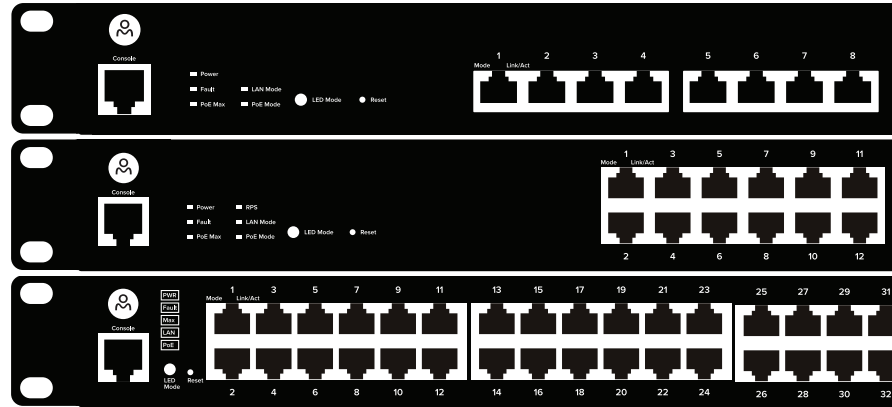 Console
Power
Fault LAN Mode
PoE Max PoE Mode
LED Mode Reset
1 2 3 4 5 6 7 8
Mode Link/Act
Console
Power RPS
Fault LAN Mode
PoE Max PoE Mode
LED Mode Reset
1 3 5 7 9 11
Mode Link/Act
2 4 6 8 10 12
Console
PWR
Fault
Max
LAN
PoE
LED Mode
Reset
1 3 5 7 9 11 13 15 17 19 21 23 25 27 29 31
Mode Link/Act
2 4 6 8 10 12 14 16 18 20 22 24 26 28 30 32